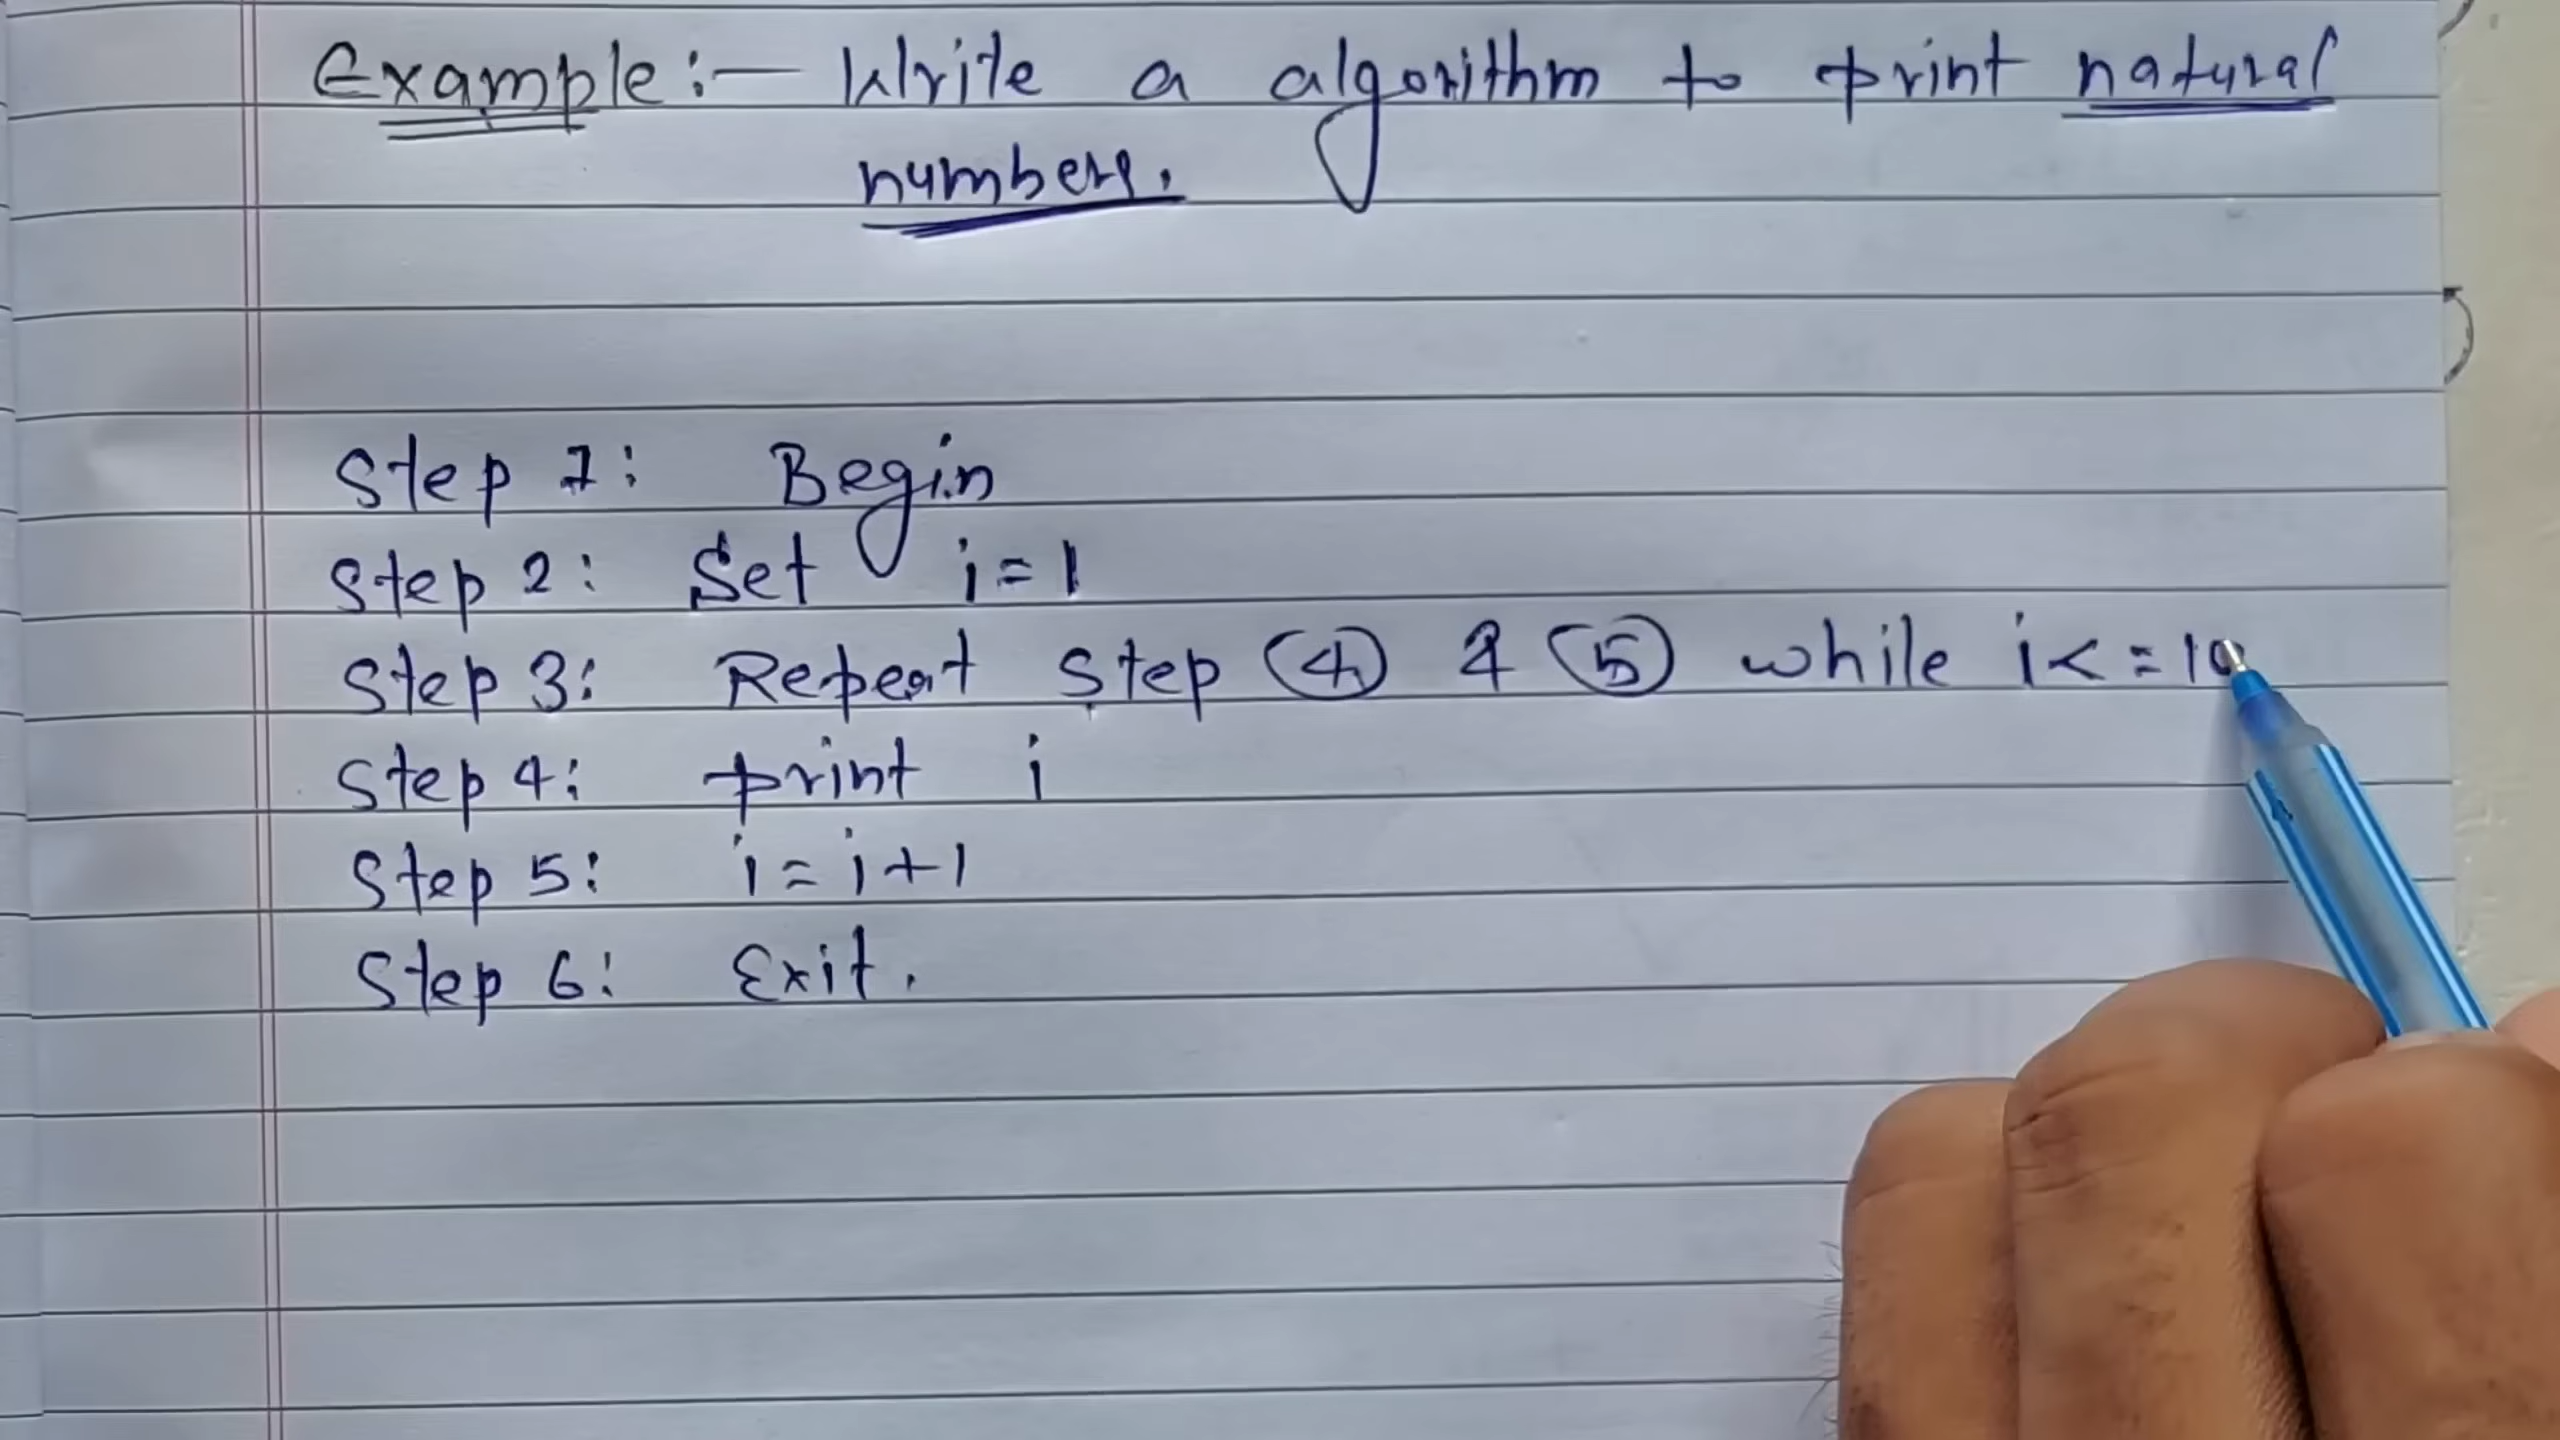 Example:- Write a algorithm to print natural
numbers.
Step 1: Begin
Step 2: Set i=1
Step 3: Repeat Step 4 & 5 while i<=10
Step 4: print i
Step 5: i=i+1
Step 6: Exit.